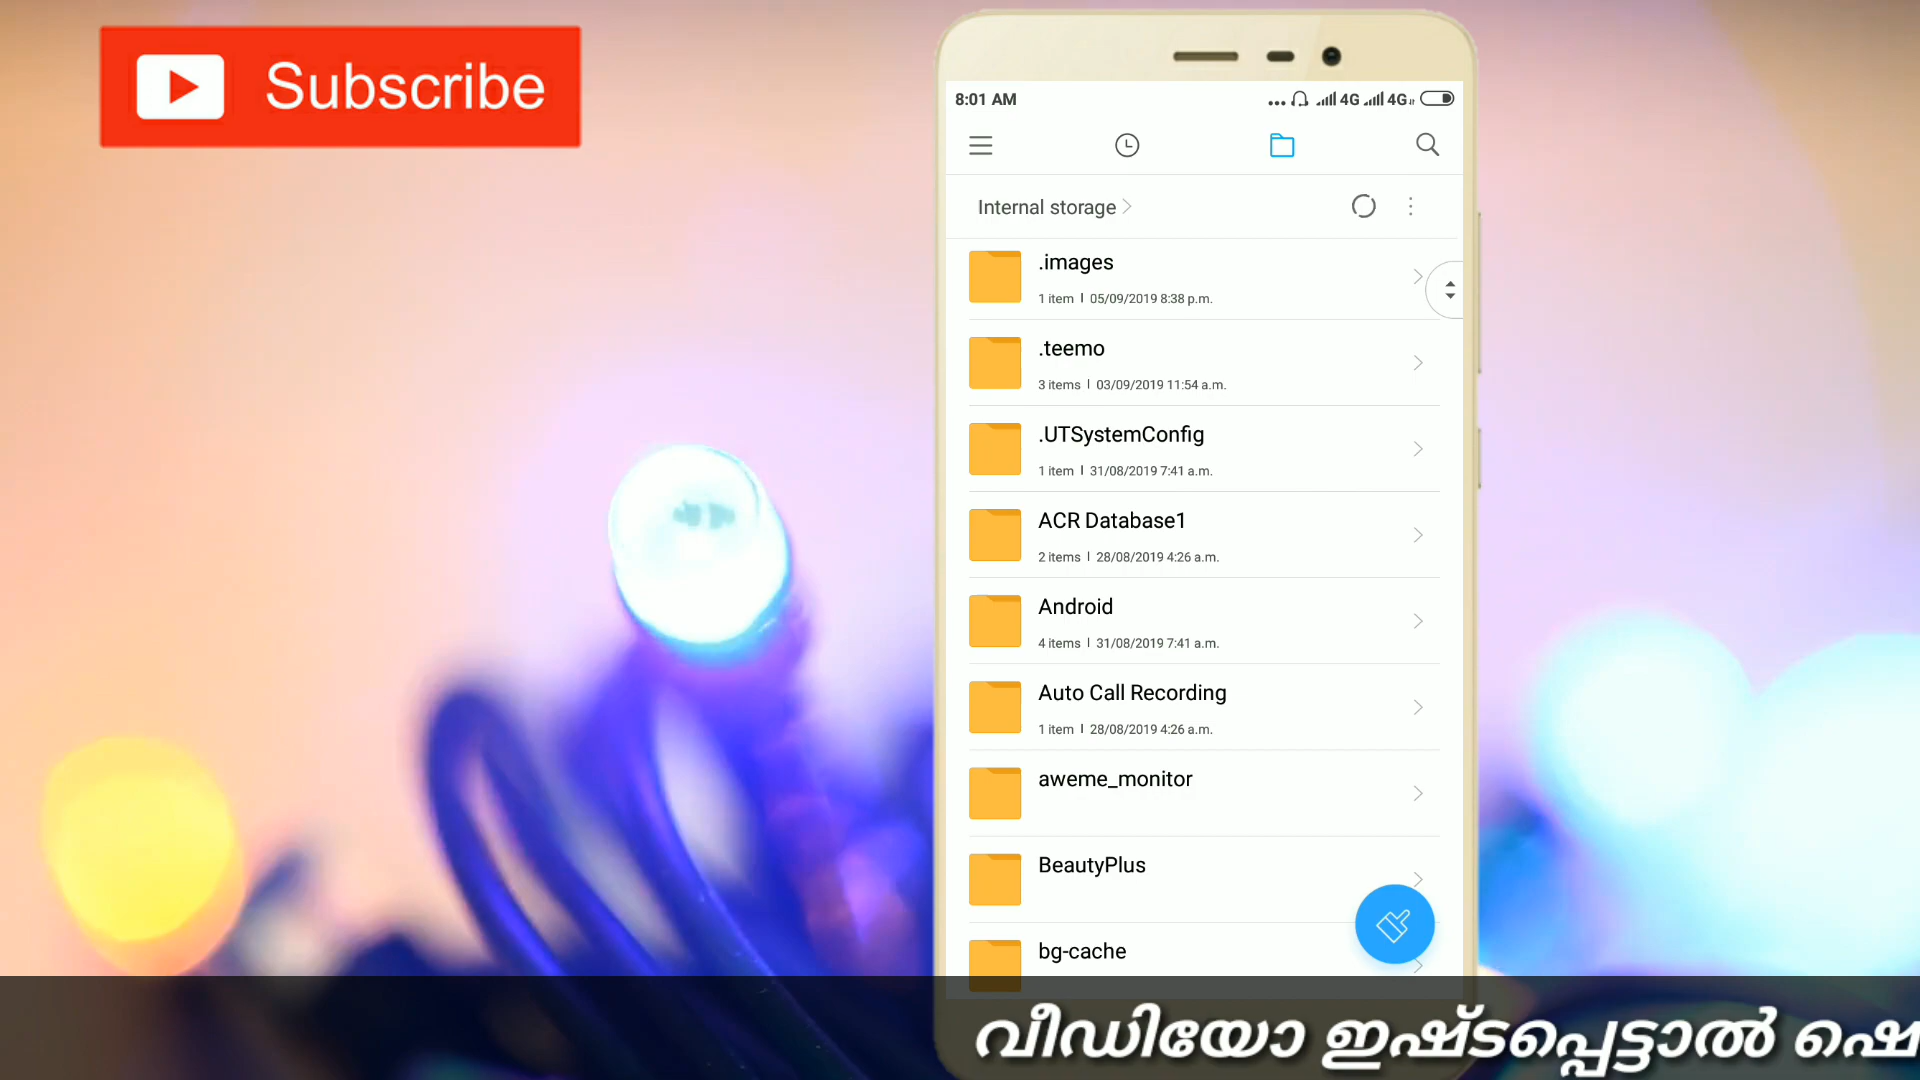 Subscribe
8:01 AM
4G 4G
Internal storage
.images
1 item | 05/09/2019 8:38 p.m.
.teemo
3 items | 03/09/2019 11:54 a.m.
.UTSystemConfig
1 item | 31/08/2019 7:41 a.m.
ACR Database1
2 items | 28/08/2019 4:26 a.m.
Android
4 items | 31/08/2019 7:41 a.m.
Auto Call Recording
1 item | 28/08/2019 4:26 a.m.
aweme_monitor
BeautyPlus
bg-cache
വീഡിയോ ഇഷ്ടപ്പെട്ടാൽ ഷെ